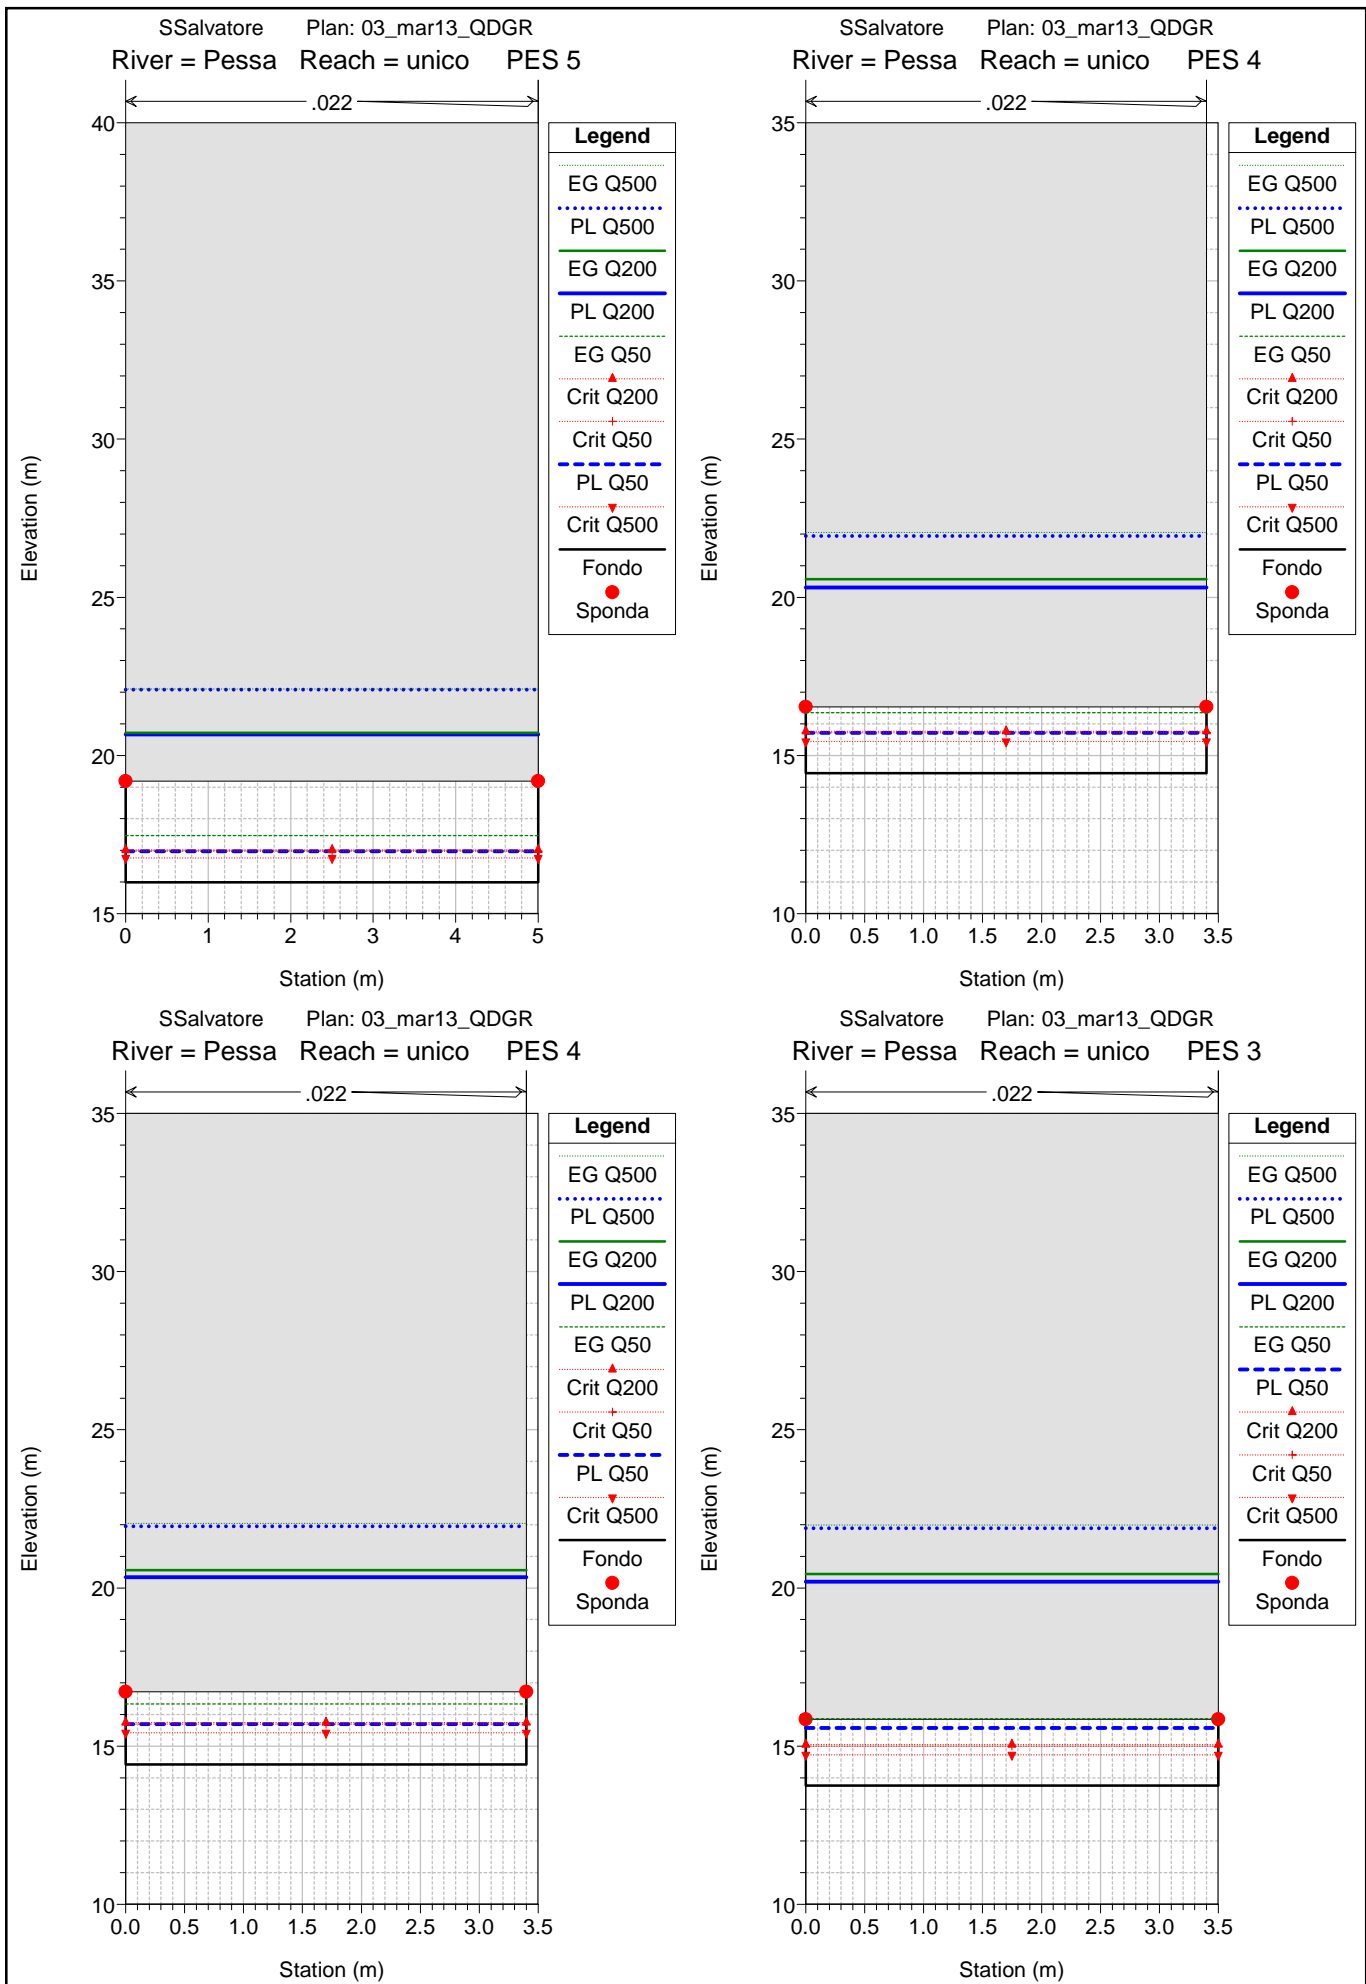 SSalvatore Plan: 03_mar13_QDGR
River = Pessa Reach = unico PES 5
.022
40
35
30
25
20
15
Elevation (m)
0 1 2 3 4 5
Station (m)
Legend
EG Q500
PL Q500
EG Q200
PL Q200
EG Q50
Crit Q200
Crit Q50
PL Q50
Crit Q500
Fondo
Sponda
SSalvatore Plan: 03_mar13_QDGR
River = Pessa Reach = unico PES 4
.022
35
30
25
20
15
10
Elevation (m)
0.0 0.5 1.0 1.5 2.0 2.5 3.0 3.5
Station (m)
Legend
EG Q500
PL Q500
EG Q200
PL Q200
EG Q50
Crit Q200
Crit Q50
PL Q50
Crit Q500
Fondo
Sponda
SSalvatore Plan: 03_mar13_QDGR
River = Pessa Reach = unico PES 4
.022
35
30
25
20
15
10
Elevation (m)
0.0 0.5 1.0 1.5 2.0 2.5 3.0 3.5
Station (m)
Legend
EG Q500
PL Q500
EG Q200
PL Q200
EG Q50
Crit Q200
Crit Q50
PL Q50
Crit Q500
Fondo
Sponda
SSalvatore Plan: 03_mar13_QDGR
River = Pessa Reach = unico PES 3
.022
35
30
25
20
15
10
Elevation (m)
0.0 0.5 1.0 1.5 2.0 2.5 3.0 3.5
Station (m)
Legend
EG Q500
PL Q500
EG Q200
PL Q200
EG Q50
PL Q50
Crit Q200
Crit Q50
Crit Q500
Fondo
Sponda